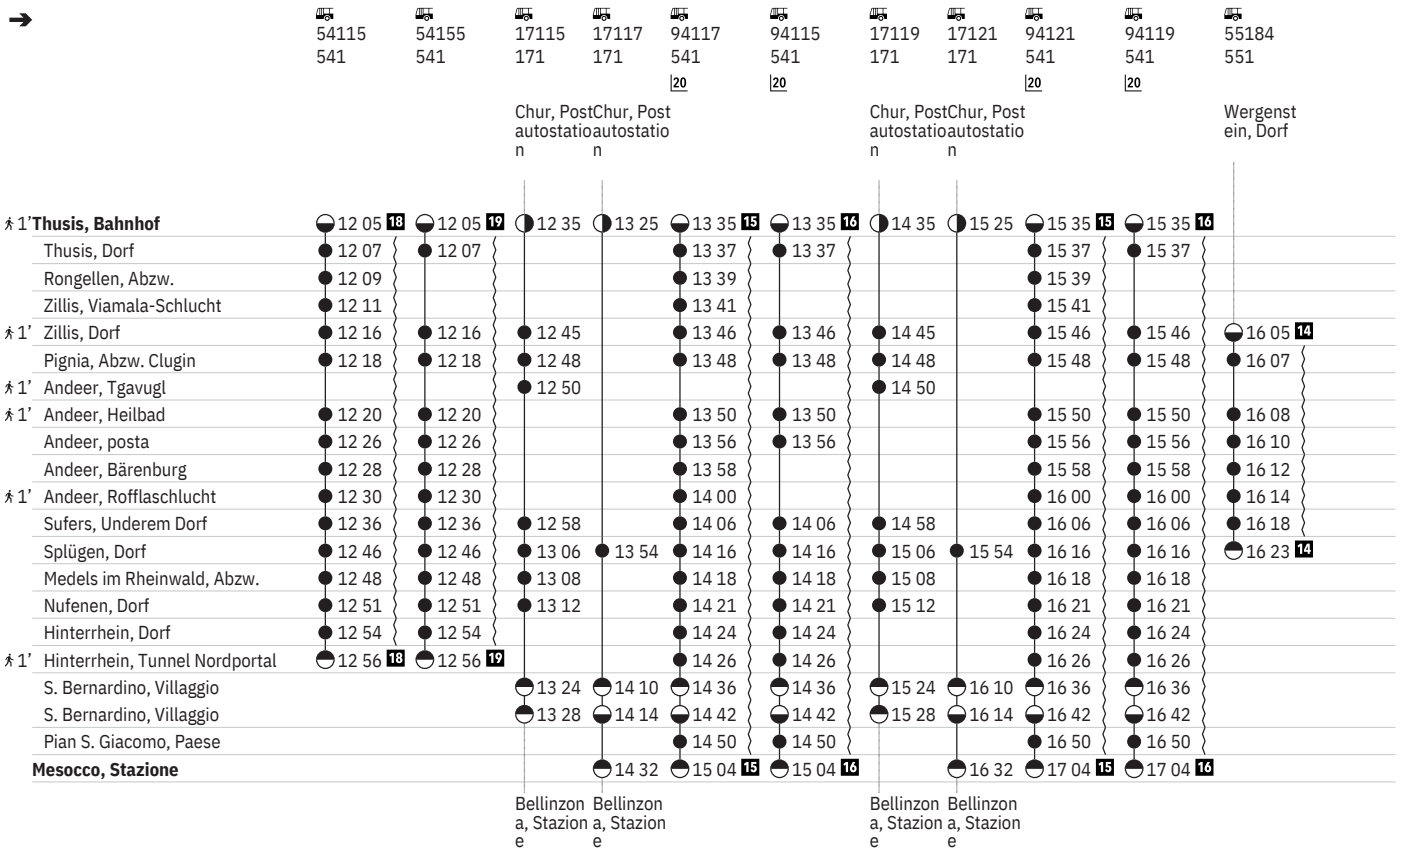 54115 54155 17115 17117 94117 94115 17119 17121 94121 94119 55184
541 541 171 171 541 541 171 171 541 541 551
20 20 20 20
Chur, Post Chur, Post Chur, Post Chur, Post Wergenst
autostatio autostatio autostatio autostatio ein, Dorf
n n n n
1’ Thusis, Bahnhof 12 05 18 12 05 19 12 35 13 25 13 35 15 13 35 16 14 35 15 25 15 35 15 15 35 16
Thusis, Dorf 12 07 12 07 13 37 13 37 15 37 15 37
Rongellen, Abzw. 12 09 13 39 15 39
Zillis, Viamala-Schlucht 12 11 13 41 15 41
1’ Zillis, Dorf 12 16 12 16 12 45 13 46 13 46 14 45 15 46 15 46 16 05 14
Pignia, Abzw. Clugin 12 18 12 18 12 48 13 48 13 48 14 48 15 48 15 48 16 07
1’ Andeer, Tgavugl 12 50 14 50
1’ Andeer, Heilbad 12 20 12 20 13 50 13 50 15 50 15 50 16 08
Andeer, posta 12 26 12 26 13 56 13 56 15 56 15 56 16 10
Andeer, Bärenburg 12 28 12 28 13 58 15 58 15 58 16 12
1’ Andeer, Rofflaschlucht 12 30 12 30 14 00 16 00 16 00 16 14
Sufers, Underem Dorf 12 36 12 36 12 58 14 06 14 06 14 58 16 06 16 06 16 18
Splügen, Dorf 12 46 12 46 13 06 13 54 14 16 14 16 15 06 15 54 16 16 16 16 16 23 14
Medels im Rheinwald, Abzw. 12 48 12 48 13 08 14 18 14 18 15 08 16 18 16 18
Nufenen, Dorf 12 51 12 51 13 12 14 21 14 21 15 12 16 21 16 21
Hinterrhein, Dorf 12 54 12 54 14 24 14 24 16 24 16 24
1’ Hinterrhein, Tunnel Nordportal 12 56 18 12 56 19 14 26 14 26 16 26 16 26
S. Bernardino, Villaggio 13 24 14 10 14 36 14 36 15 24 16 10 16 36 16 36
S. Bernardino, Villaggio 13 28 14 14 14 42 14 42 15 28 16 14 16 42 16 42
Pian S. Giacomo, Paese 14 50 14 50 16 50 16 50
Mesocco, Stazione 14 32 15 04 15 15 04 16 16 32 17 04 15 17 04 16
Bellinzon Bellinzon Bellinzon Bellinzon
a, Stazion a, Stazion a, Stazion a, Stazion
e e e e